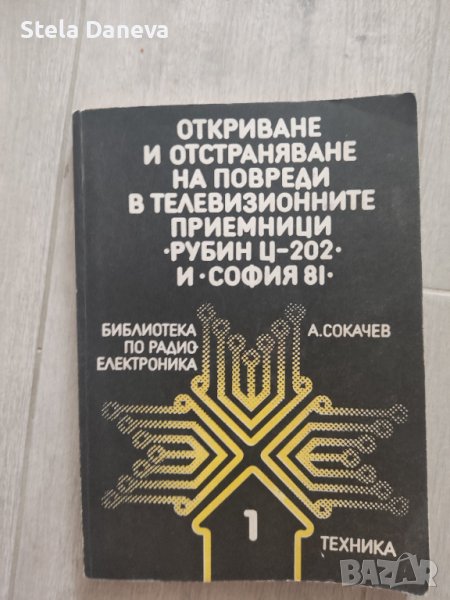 Stela Daneva
ОТКРИВАНЕ
И ОТСТРАНЯВАНЕ
НА ПОВРЕДИ
В ТЕЛЕВИЗИОННИТЕ
ПРИЕМНИЦИ
·РУБИН Ц-202·
И·СОФИЯ 81·
БИБЛИОТЕКА
ПО РАДИО-
ЕЛЕКТРОНИКА
А.СОКАЧЕВ
1
ТЕХНИКА
BAZAR